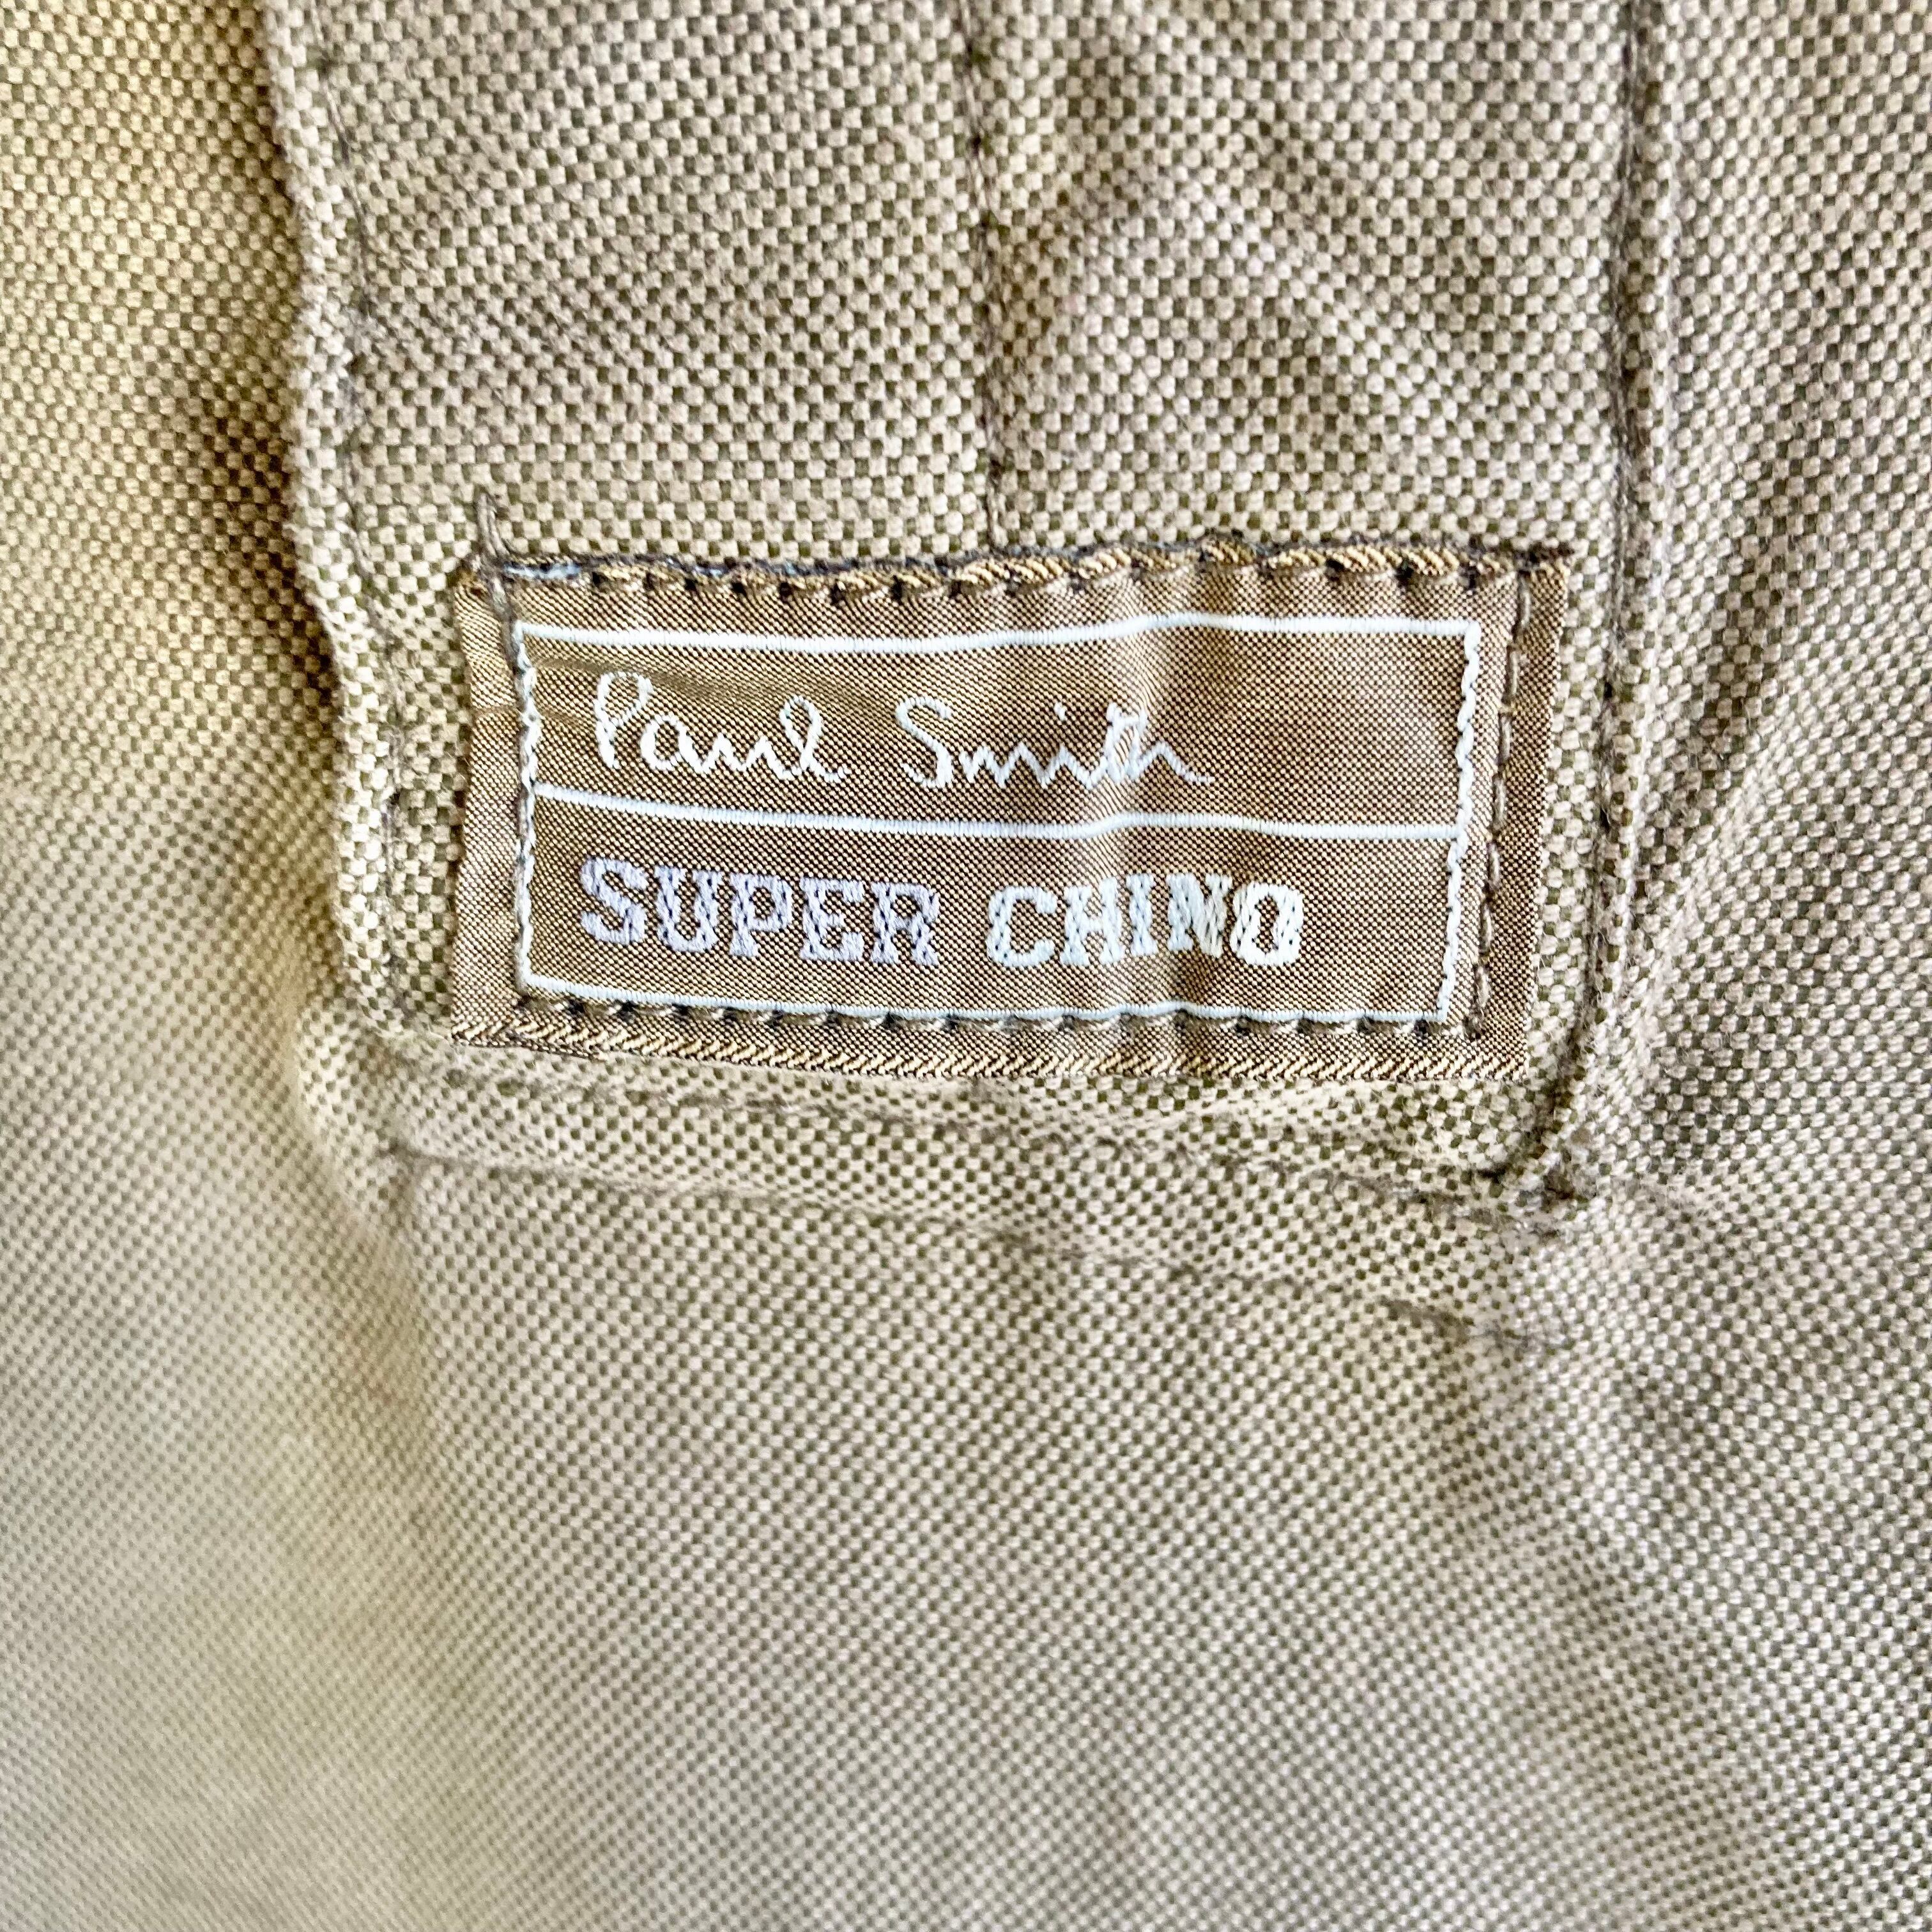 Paul Smith
SUPER CHINO